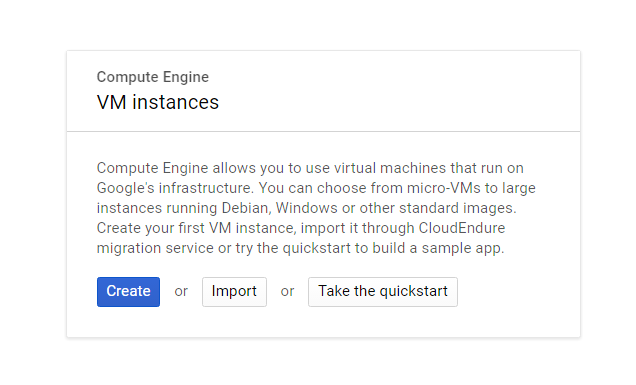 Compute Engine
VM instances
Compute Engine allows you to use virtual machines that run on
Google's infrastructure. You can choose from micro-VMs to large
instances running Debian, Windows or other standard images.
Create your first VM instance, import it through CloudEndure
migration service or try the quickstart to build a sample app.
Create or Import or Take the quickstart